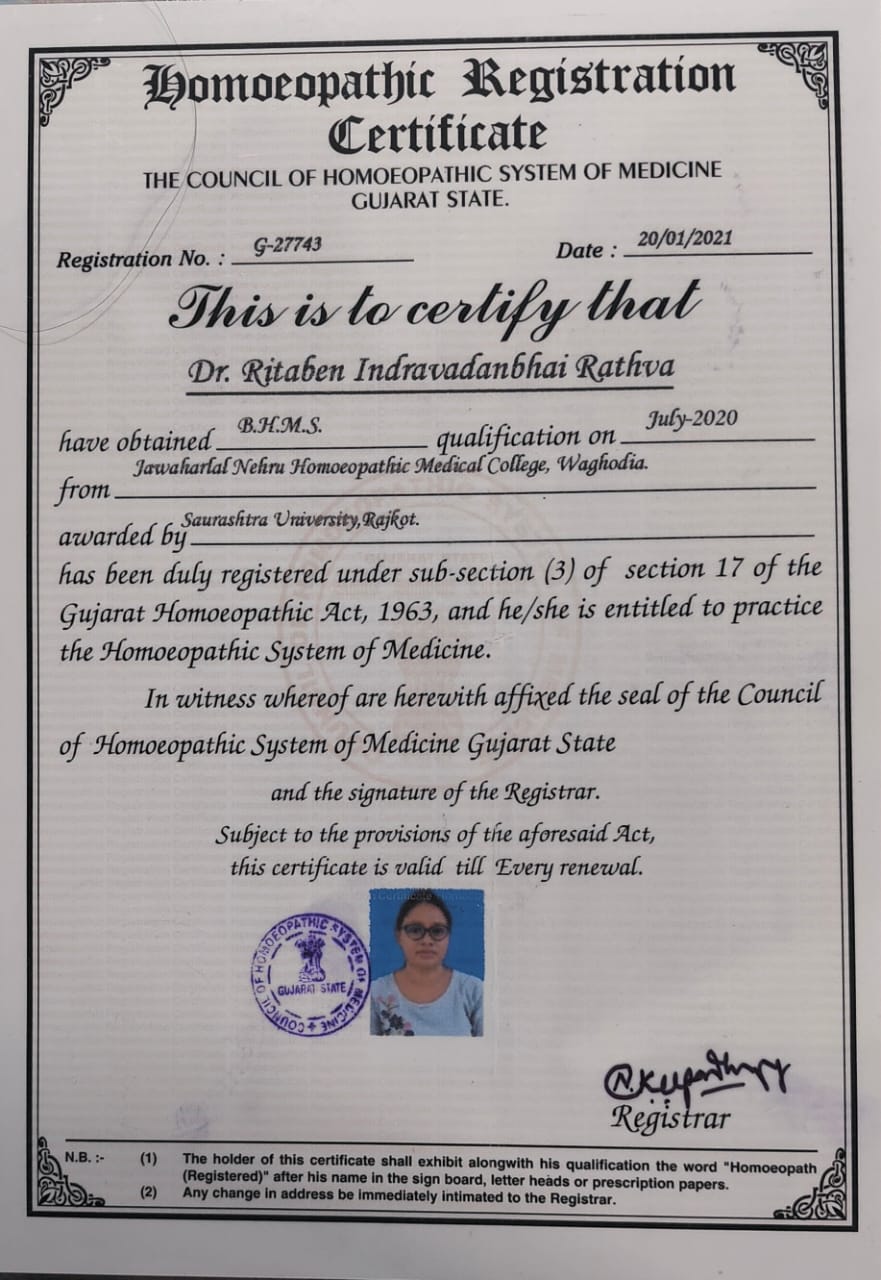 Homoeopathic Registration
Certificate
THE COUNCIL OF HOMOEOPATHIC SYSTEM OF MEDICINE
GUJARAT STATE.
Registration No. : G-27743 Date : 20/01/2021
This is to certify that
Dr. Ritaben Indravadanbhai Rathva
have obtained B.H.M.S. qualification on July-2020
from Jawaharlal Nehru Homoeopathic Medical College, Waghodia.
awarded by Saurashtra University,Rajkot.
has been duly registered under sub-section (3) of section 17 of the
Gujarat Homoeopathic Act, 1963, and he/she is entitled to practice
the Homoeopathic System of Medicine.
In witness whereof are herewith affixed the seal of the Council
of Homoeopathic System of Medicine Gujarat State
and the signature of the Registrar.
Subject to the provisions of the aforesaid Act,
this certificate is valid till Every renewal.
COUNCIL OF HOMOEOPATHIC SYSTEM OF MEDICINE
GUJARAT STATE
Registrar
N.B. :- (1) The holder of this certificate shall exhibit alongwith his qualification the word "Homoeopath
(Registered)" after his name in the sign board, letter heads or prescription papers.
(2) Any change in address be immediately intimated to the Registrar.